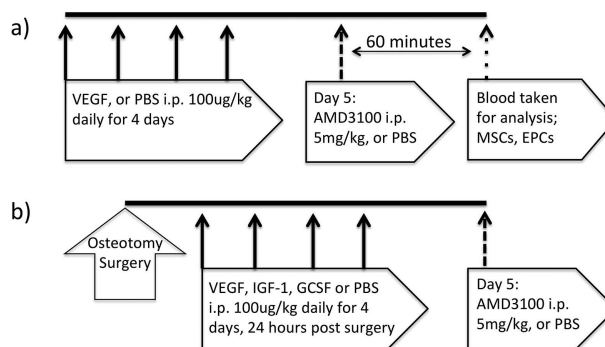 a)
60 minutes
VEGF, or PBS i.p. 100ug/kg
daily for 4 days
Day 5:
AMD3100 i.p.
5mg/kg, or PBS
Blood taken
for analysis;
MSCs, EPCs
b)
Osteotomy
Surgery
VEGF, IGF-1, GCSF or PBS
i.p. 100ug/kg daily for 4
days, 24 hours post surgery
Day 5:
AMD3100 i.p.
5mg/kg, or PBS